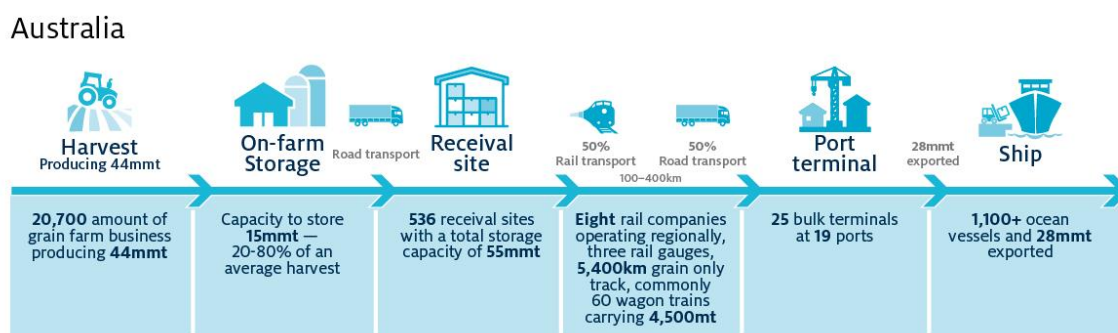 Australia
Harvest
Producing 44mmt
On-farm
Storage
Road transport
Receival
site
50%
Rail transport
50%
Road transport
100–400km
Port
terminal
28mmt
exported
Ship
20,700 amount of
grain farm business
producing 44mmt
Capacity to store
15mmt —
20-80% of an
average harvest
536 receival sites
with a total storage
capacity of 55mmt
Eight rail companies
operating regionally,
three rail gauges,
5,400km grain only
track, commonly
60 wagon trains
carrying 4,500mt
25 bulk terminals
at 19 ports
1,100+ ocean
vessels and 28mmt
exported